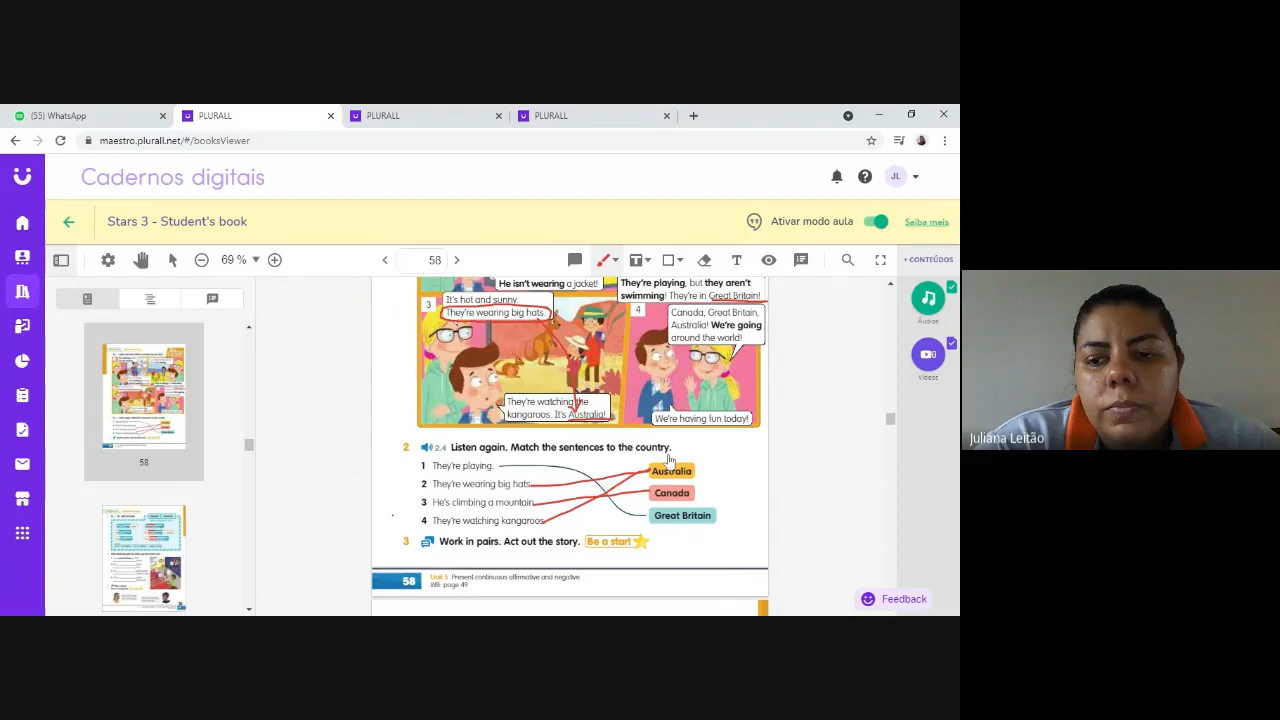 (55) WhatsApp
PLURALL
PLURALL
PLURALL
maestro.plurall.net/#/booksViewer
Cadernos digitais
JL
Stars 3 - Student's book
Ativar modo aula
Saiba mais
69 %
58
+ CONTEÚDOS
Áudios
Vídeos
58
He isn't wearing a jacket!
They're playing, but they aren't
swimming! They're in Great Britain!
3
It's hot and sunny.
They're wearing big hats.
4
Canada, Great Britain,
Australia! We're going
around the world!
They're watching the
kangaroos. It's Australia!
We're having fun today!
2 2.4 Listen again. Match the sentences to the country.
1 They're playing.
2 They're wearing big hats.
3 He's climbing a mountain.
4 They're watching kangaroos.
Australia
Canada
Great Britain
3 Work in pairs. Act out the story. Be a star!
58
Unit 5 Present continuous affirmative and negative
WB: page 49
Feedback
Juliana Leitão